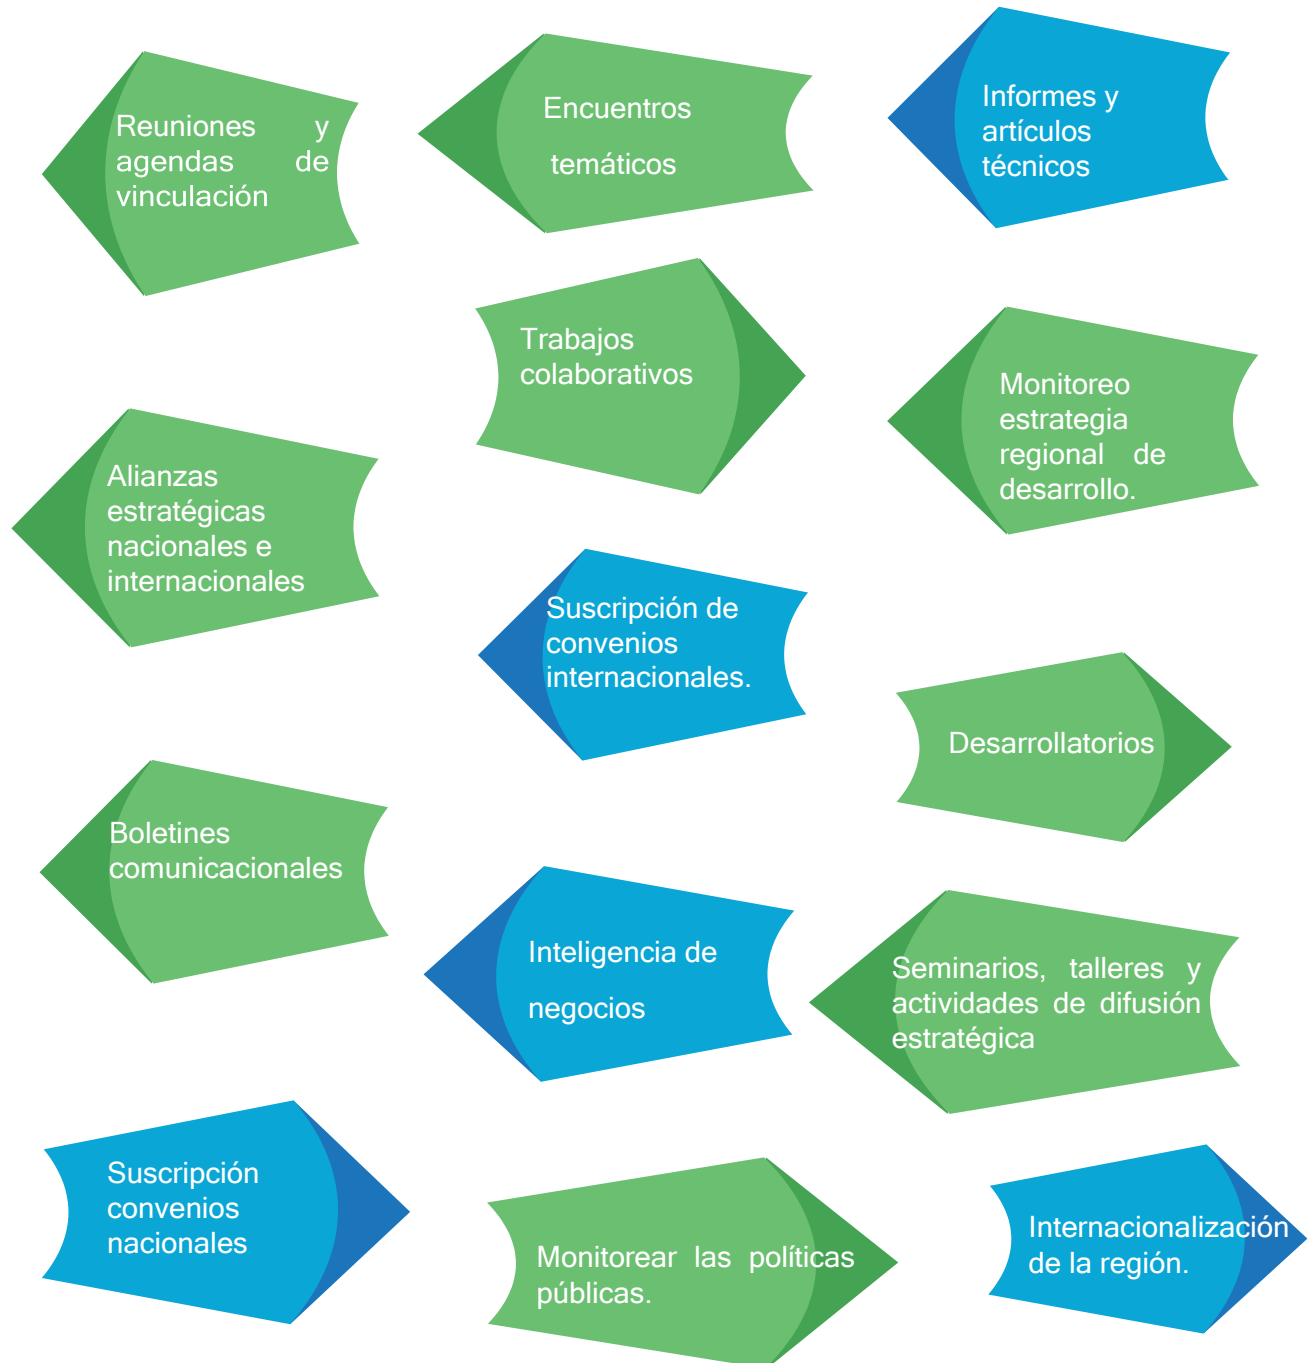 Reuniones y
agendas de
vinculación
Encuentros
temáticos
Informes y
artículos
técnicos
Trabajos
colaborativos
Monitoreo
estrategia
regional de
desarrollo.
Alianzas
estratégicas
nacionales e
internacionales
Suscripción de
convenios
internacionales.
Desarrollatorios
Boletines
comunicacionales
Inteligencia de
negocios
Seminarios, talleres y
actividades de difusión
estratégica
Suscripción
convenios
nacionales
Monitorear las políticas
públicas.
Internacionalización
de la región.